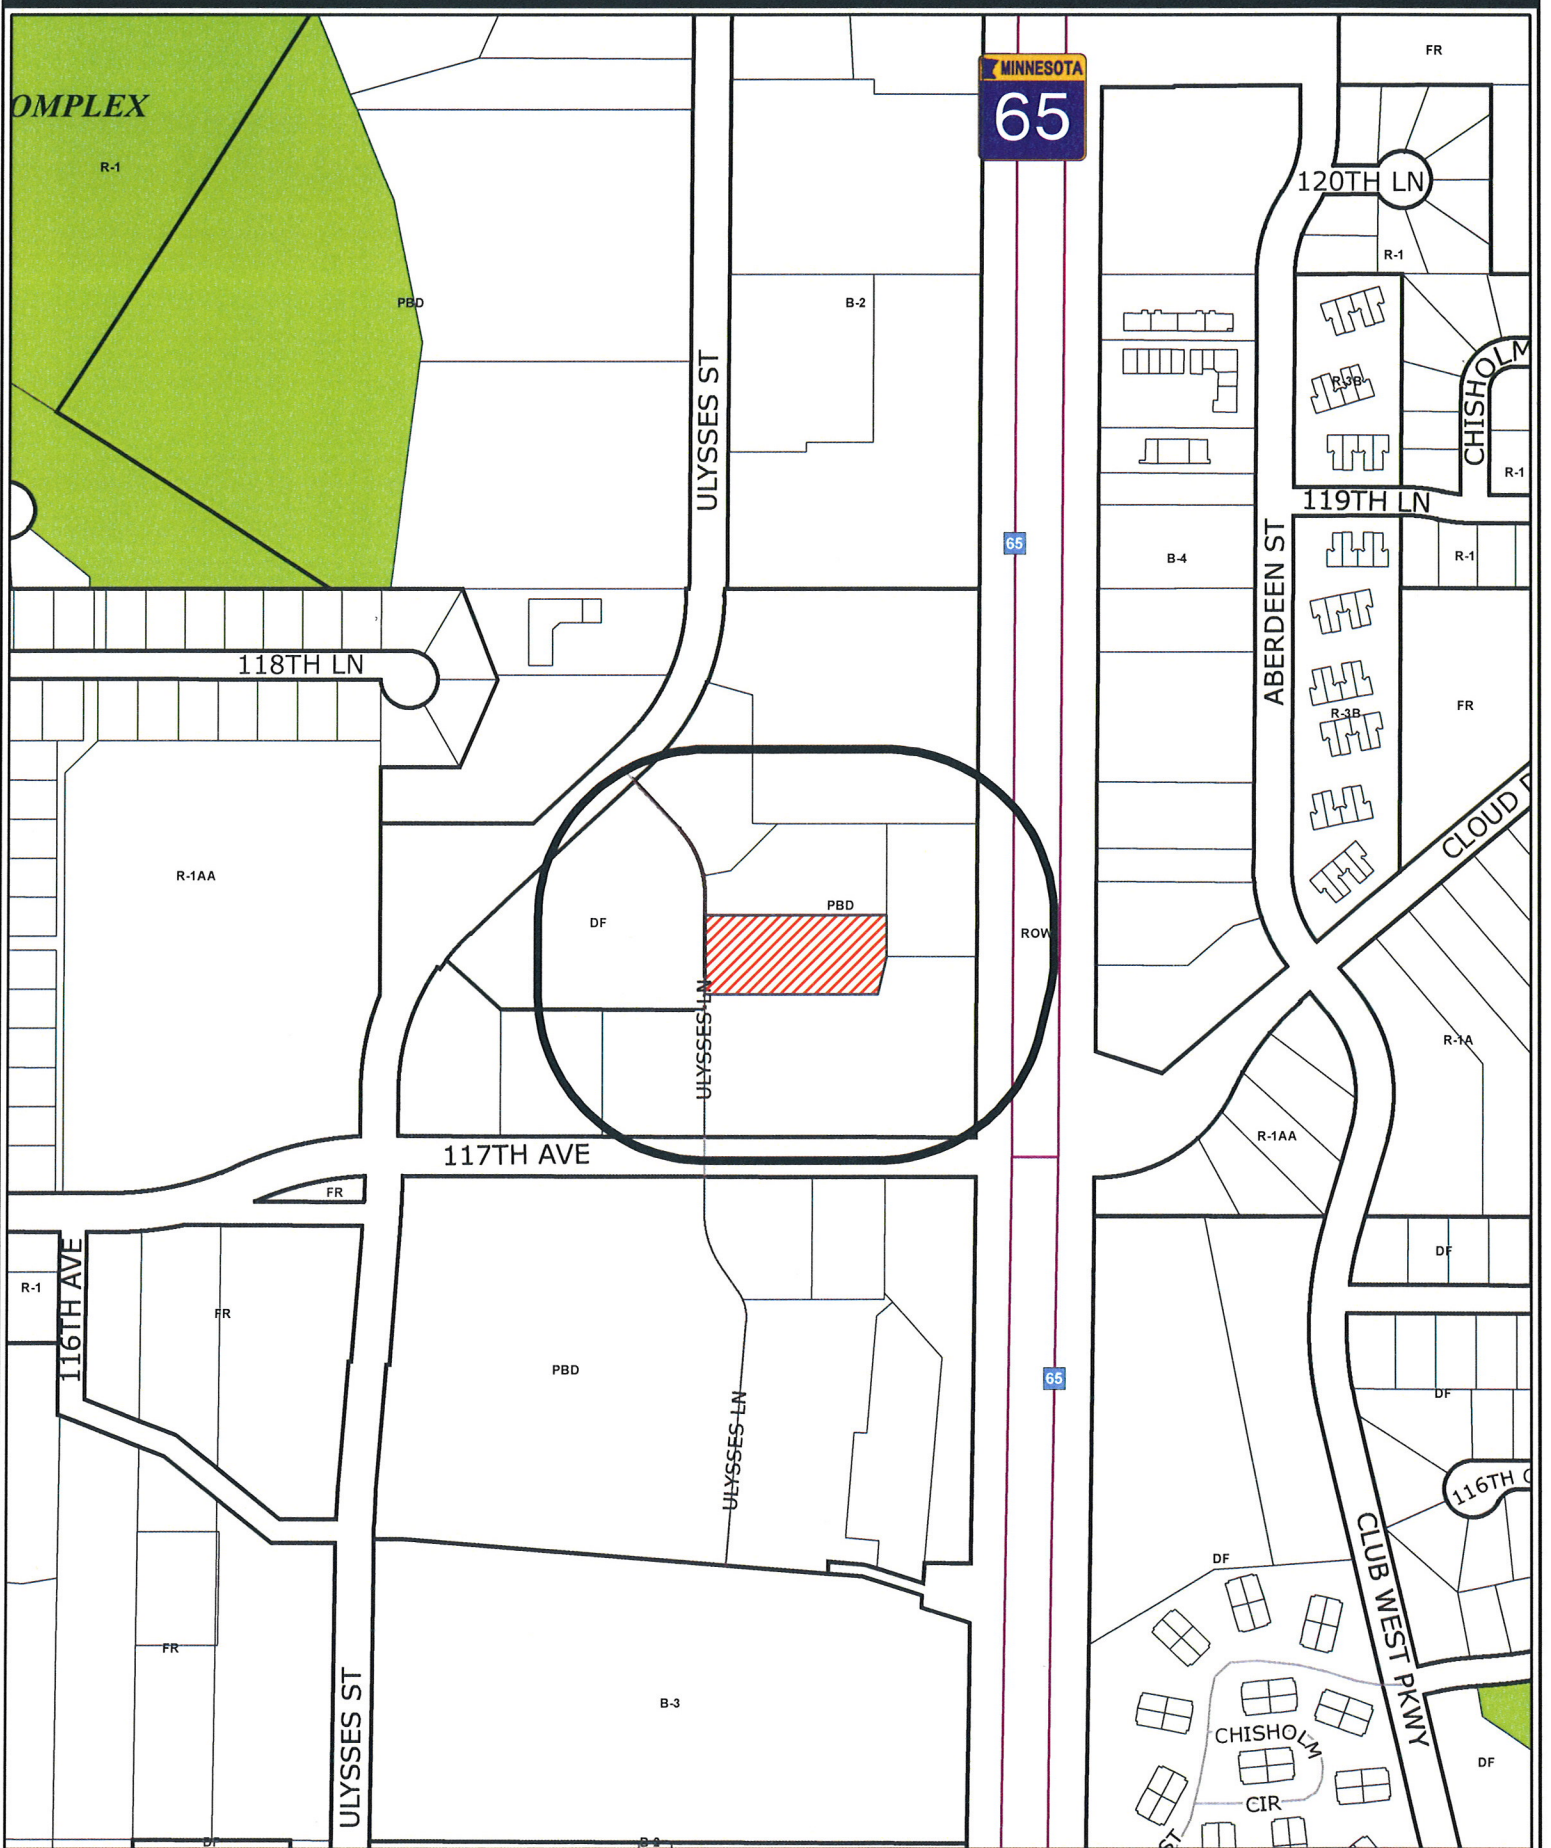 MINNESOTA
65
FR
OMPLEX
R-1
120TH LN
R-1
PBD
B-2
ULYSSES ST
R-3B
CHISHOLM
R-1
119TH LN
65
B-4
ABERDEEN ST
R-1
118TH LN
R-3B
FR
CLOUD
R-1AA
DF
PBD
ROW
ULYSSES LN
R-1A
R-1AA
117TH AVE
FR
DF
R-1
116TH AVE
FR
PBD
65
DF
ULYSSES LN
116TH
DF
CLUB WEST PKWY
FR
ULYSSES ST
B-3
CHISHOLM
CIR
DF
ST
DF